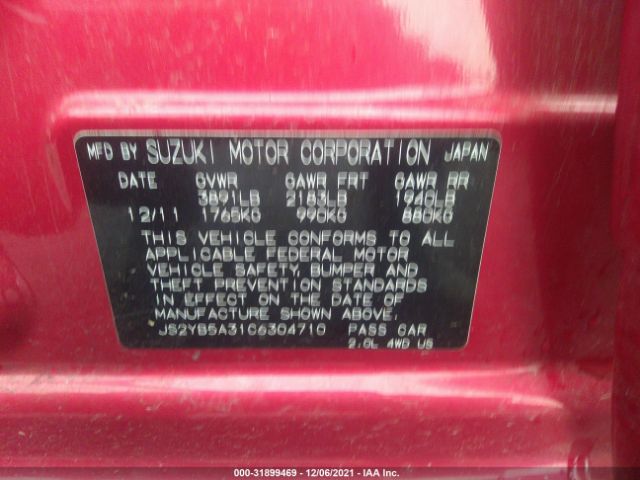 MFD BY SUZUKI MOTOR CORPORATION JAPAN
DATE GVWR GAWR FRT GAWR RR
3891LB 2183LB 1940LB
12/11 1765KG 990KG 880KG
THIS VEHICLE CONFORMS TO ALL
APPLICABLE FEDERAL MOTOR
VEHICLE SAFETY, BUMPER AND
THEFT PREVENTION STANDARDS
IN EFFECT ON THE DATE OF
MANUFACTURE SHOWN ABOVE.
JS2YB5A31C6304710 PASS CAR
2.0L 4WD US
000-31899469 - 12/06/2021 - IAA Inc.